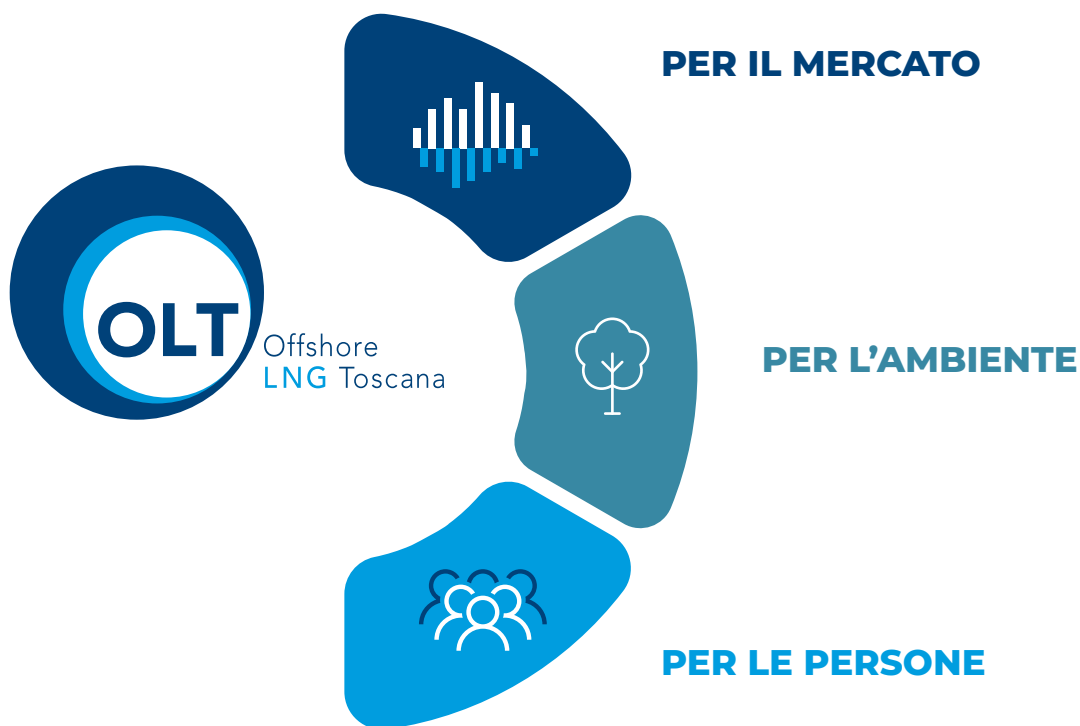 PER IL MERCATO
OLT
Offshore
LNG Toscana
PER L’AMBIENTE
PER LE PERSONE